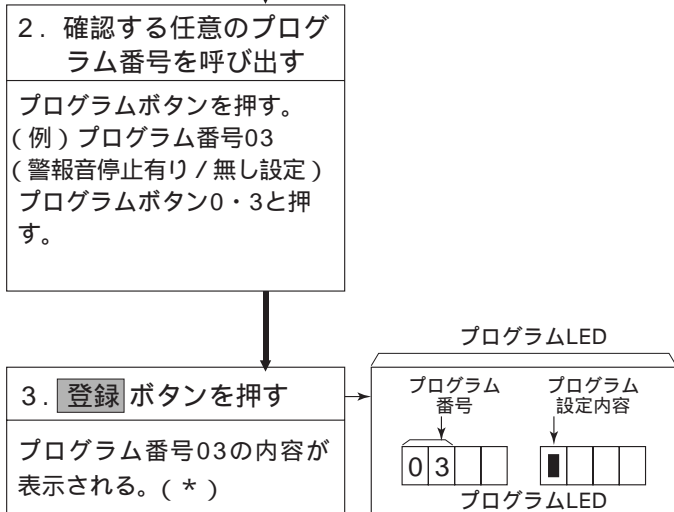 2. 確認する任意のプログ
ラム番号を呼び出す
プログラムボタンを押す。
(例)プログラム番号03
(警報音停止有り/無し設定)
プログラムボタン0・3と押
す。
3. 登録 ボタンを押す
プログラム番号03の内容が
表示される。(*)
プログラムLED
プログラム
番号
プログラム
設定内容
03
プログラムLED